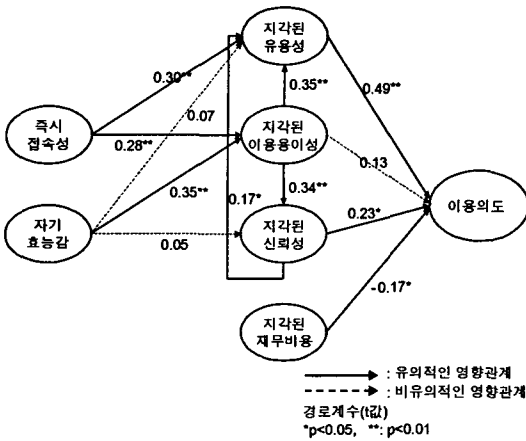 지각된
유용성
0.30**
0.35**
0.49**
0.07
즉시
접속성
0.28**
지각된
이용용이성
0.13
0.35**
0.34**
이용의도
0.17*
0.23*
자기
효능감
0.05
지각된
신뢰성
-0.17*
지각된
재무비용
: 유의적인 영향관계
: 비유의적인 영향관계
경로계수(t값)
*p<0.05, **: p<0.01